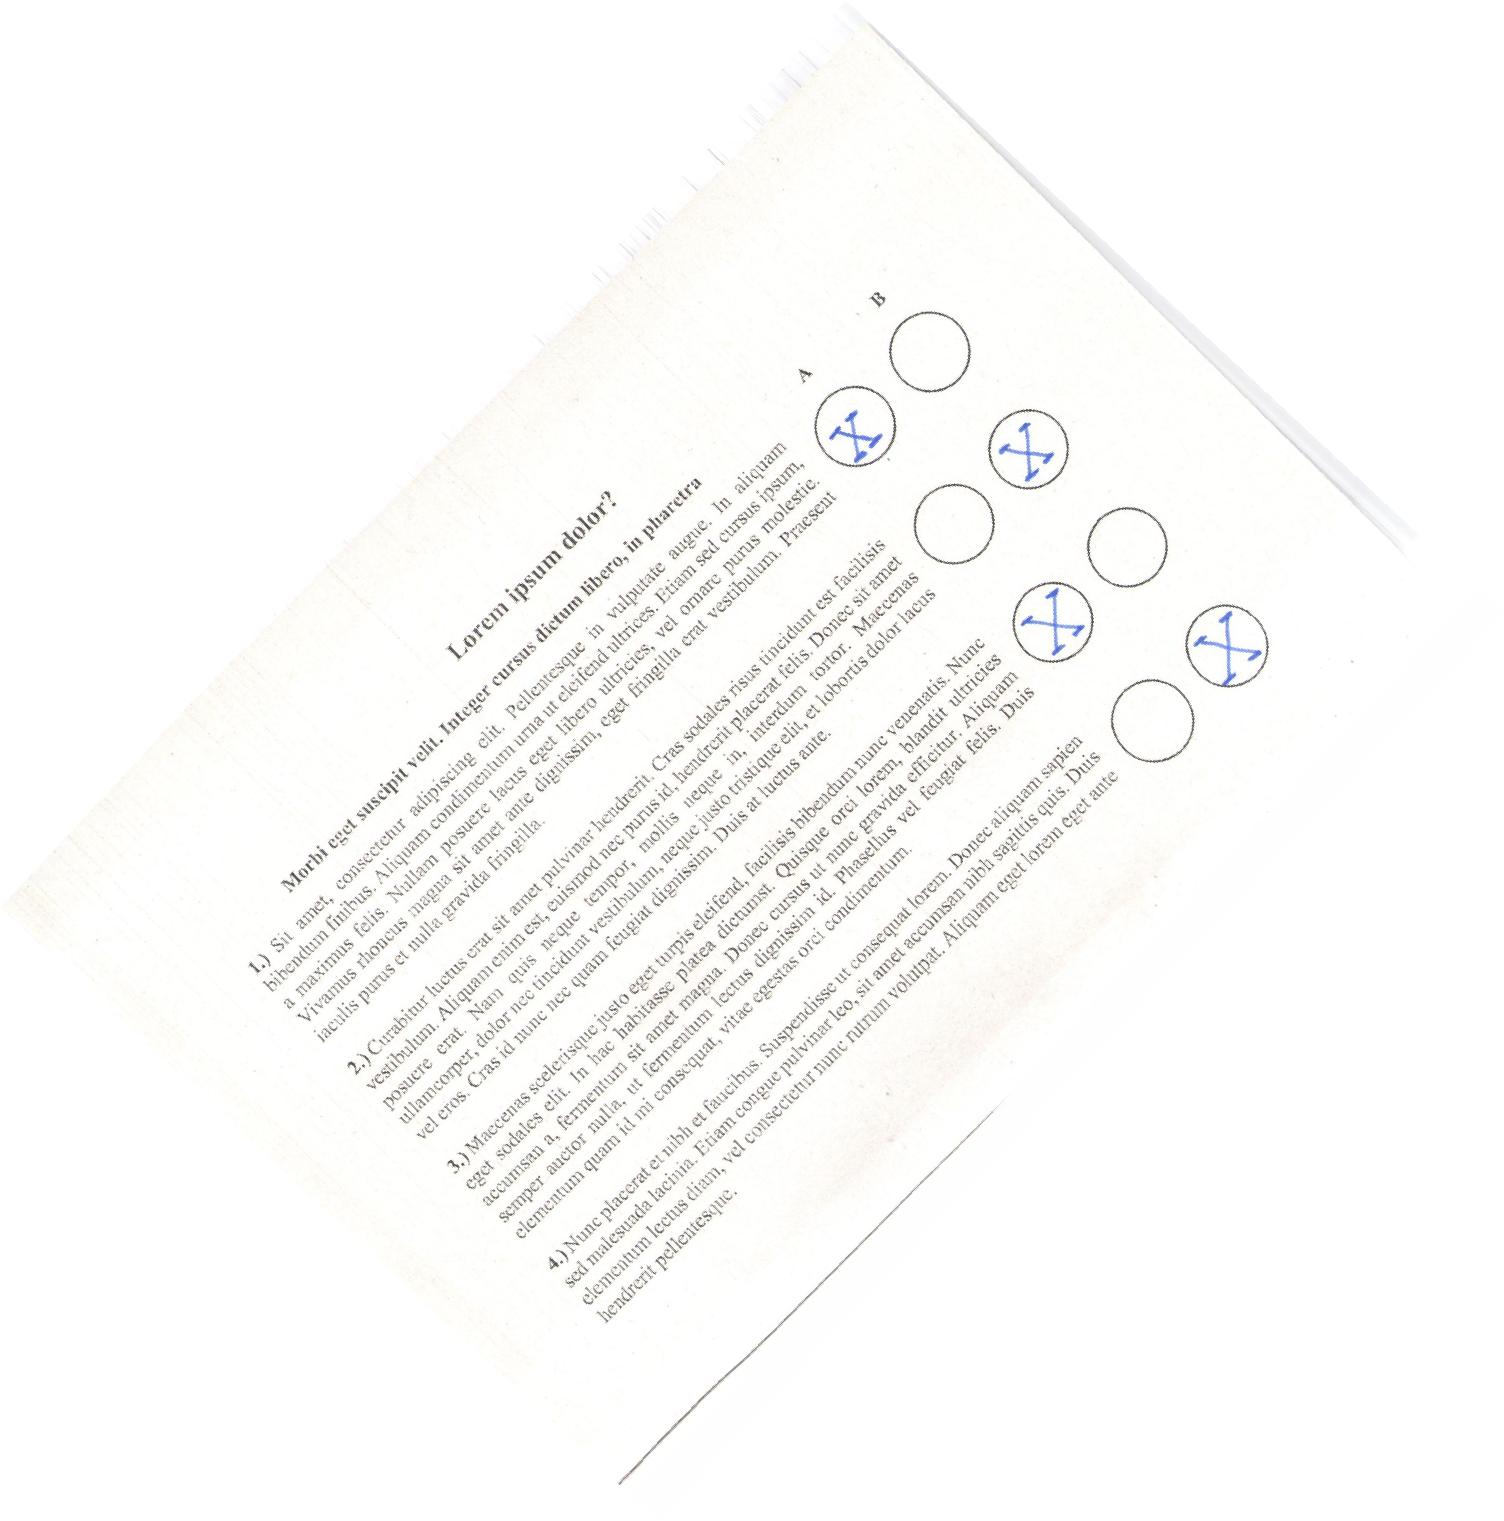 Lorem ipsum dolor?
Morbi eget suscipit velit. Integer cursus dictum libero, in pharetra
A B
1.) Sit amet, consectetur adipiscing elit. Pellentesque in vulputate augue. In aliquam
bibendum finibus. Aliquam condimentum urna ut eleifend ultrices. Etiam sed cursus ipsum,
a maximus felis. Nullam posuere lacus eget libero ultricies, vel ornare purus molestie.
Vivamus rhoncus magna sit amet ante dignissim, eget fringilla erat vestibulum. Praesent
iaculis purus et nulla gravida fringilla.
X
2.) Curabitur luctus erat sit amet pulvinar hendrerit. Cras sodales risus tincidunt est facilisis
vestibulum. Aliquam enim est, euismod nec purus id, hendrerit placerat felis. Donec sit amet
posuere erat. Nam quis neque tempor, mollis neque in, interdum tortor. Maecenas
ullamcorper, dolor nec tincidunt vestibulum, neque justo tristique elit, et lobortis dolor lacus
vel eros. Cras id nunc nec quam feugiat dignissim. Duis at luctus ante.
X
3.) Maecenas scelerisque justo eget turpis eleifend, facilisis bibendum nunc venenatis. Nunc
eget sodales elit. In hac habitasse platea dictumst. Quisque orci lorem, blandit ultricies
accumsan a, fermentum sit amet magna. Donec cursus ut nunc gravida efficitur. Aliquam
semper auctor nulla, ut fermentum lectus dignissim id. Phasellus vel feugiat felis. Duis
elementum quam id mi consequat, vitae egestas orci condimentum.
X
4.) Nunc placerat et nibh et faucibus. Suspendisse ut consequat lorem. Donec aliquam sapien
sed malesuada lacinia. Etiam congue pulvinar leo, sit amet accumsan nibh sagittis quis. Duis
elementum lectus diam, vel consectetur nunc rutrum volutpat. Aliquam eget lorem eget ante
hendrerit pellentesque.
X